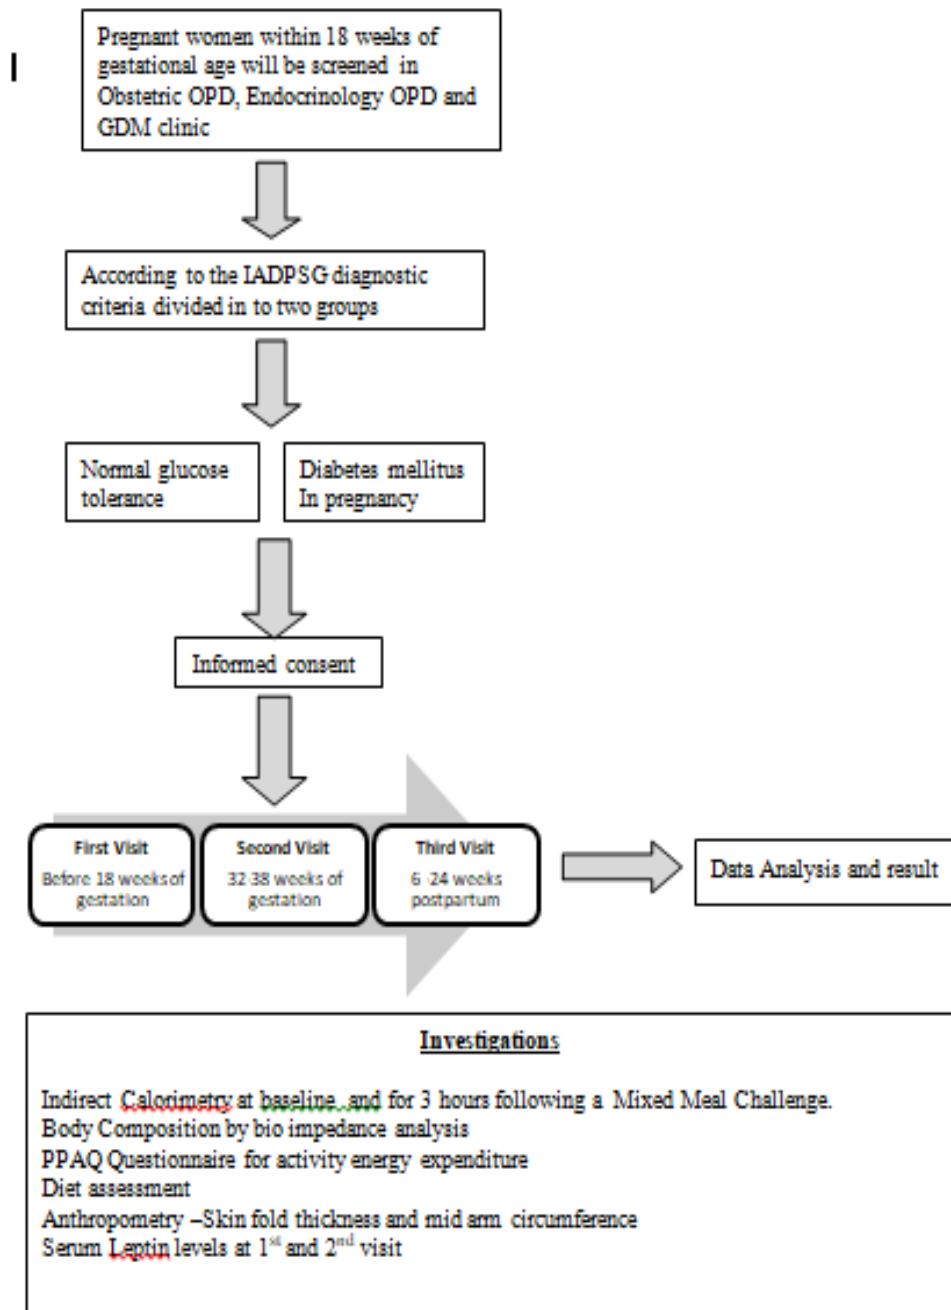 Pregnant women within 18 weeks of
gestational age will be screened in
Obstetric OPD, Endocrinology OPD and
GDM clinic
According to the IADPSG diagnostic
criteria divided in to two groups
Normal glucose
tolerance
Diabetes mellitus
In pregnancy
Informed consent
First Visit
Before 18 weeks of
gestation
Second Visit
32-38 weeks of
gestation
Third Visit
6 -24 weeks
postpartum
Data Analysis and result
Investigations
Indirect Calorimetry at baseline and for 3 hours following a Mixed Meal Challenge.
Body Composition by bio impedance analysis
PPAQ Questionnaire for activity energy expenditure
Diet assessment
Anthropometry –Skin fold thickness and mid arm circumference
Serum Leptin levels at 1st and 2nd visit